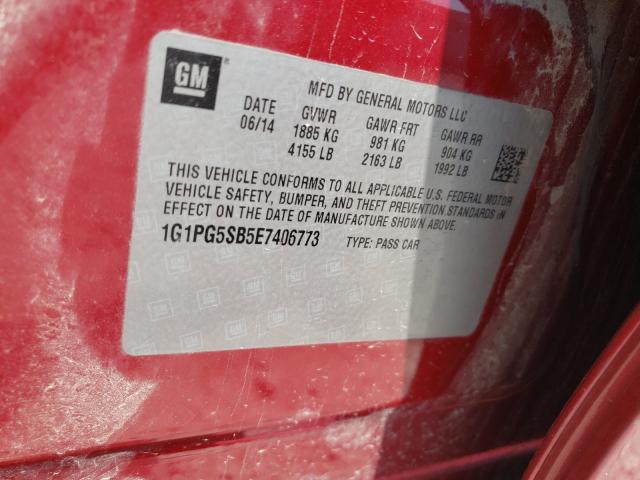 GM
MFD BY GENERAL MOTORS LLC
DATE GVWR GAWR FRT GAWR RR
06/14 1885 KG 981 KG 904 KG
4155 LB 2163 LB 1992 LB
THIS VEHICLE CONFORMS TO ALL APPLICABLE U.S. FEDERAL MOTOR
VEHICLE SAFETY, BUMPER, AND THEFT PREVENTION STANDARDS IN
EFFECT ON THE DATE OF MANUFACTURE SHOWN ABOVE.
1G1PG5SB5E7406773 TYPE: PASS CAR